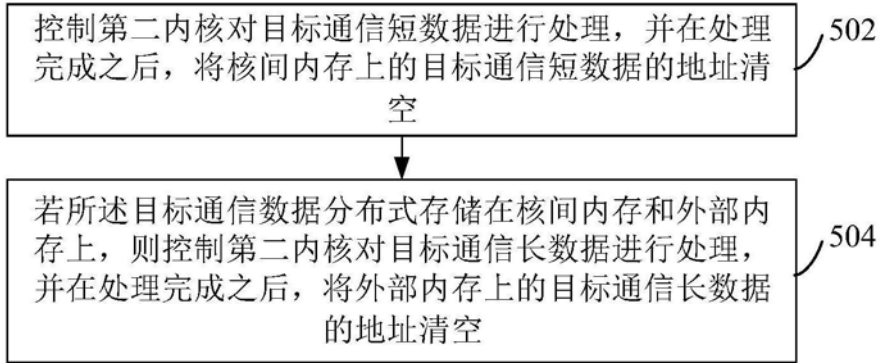 控制第二内核对目标通信短数据进行处理，并在处理
完成之后，将核间内存上的目标通信短数据的地址清
空
502
若所述目标通信数据分布式存储在核间内存和外部内
存上，则控制第二内核对目标通信长数据进行处理，
并在处理完成之后，将外部内存上的目标通信长数据
的地址清空
504